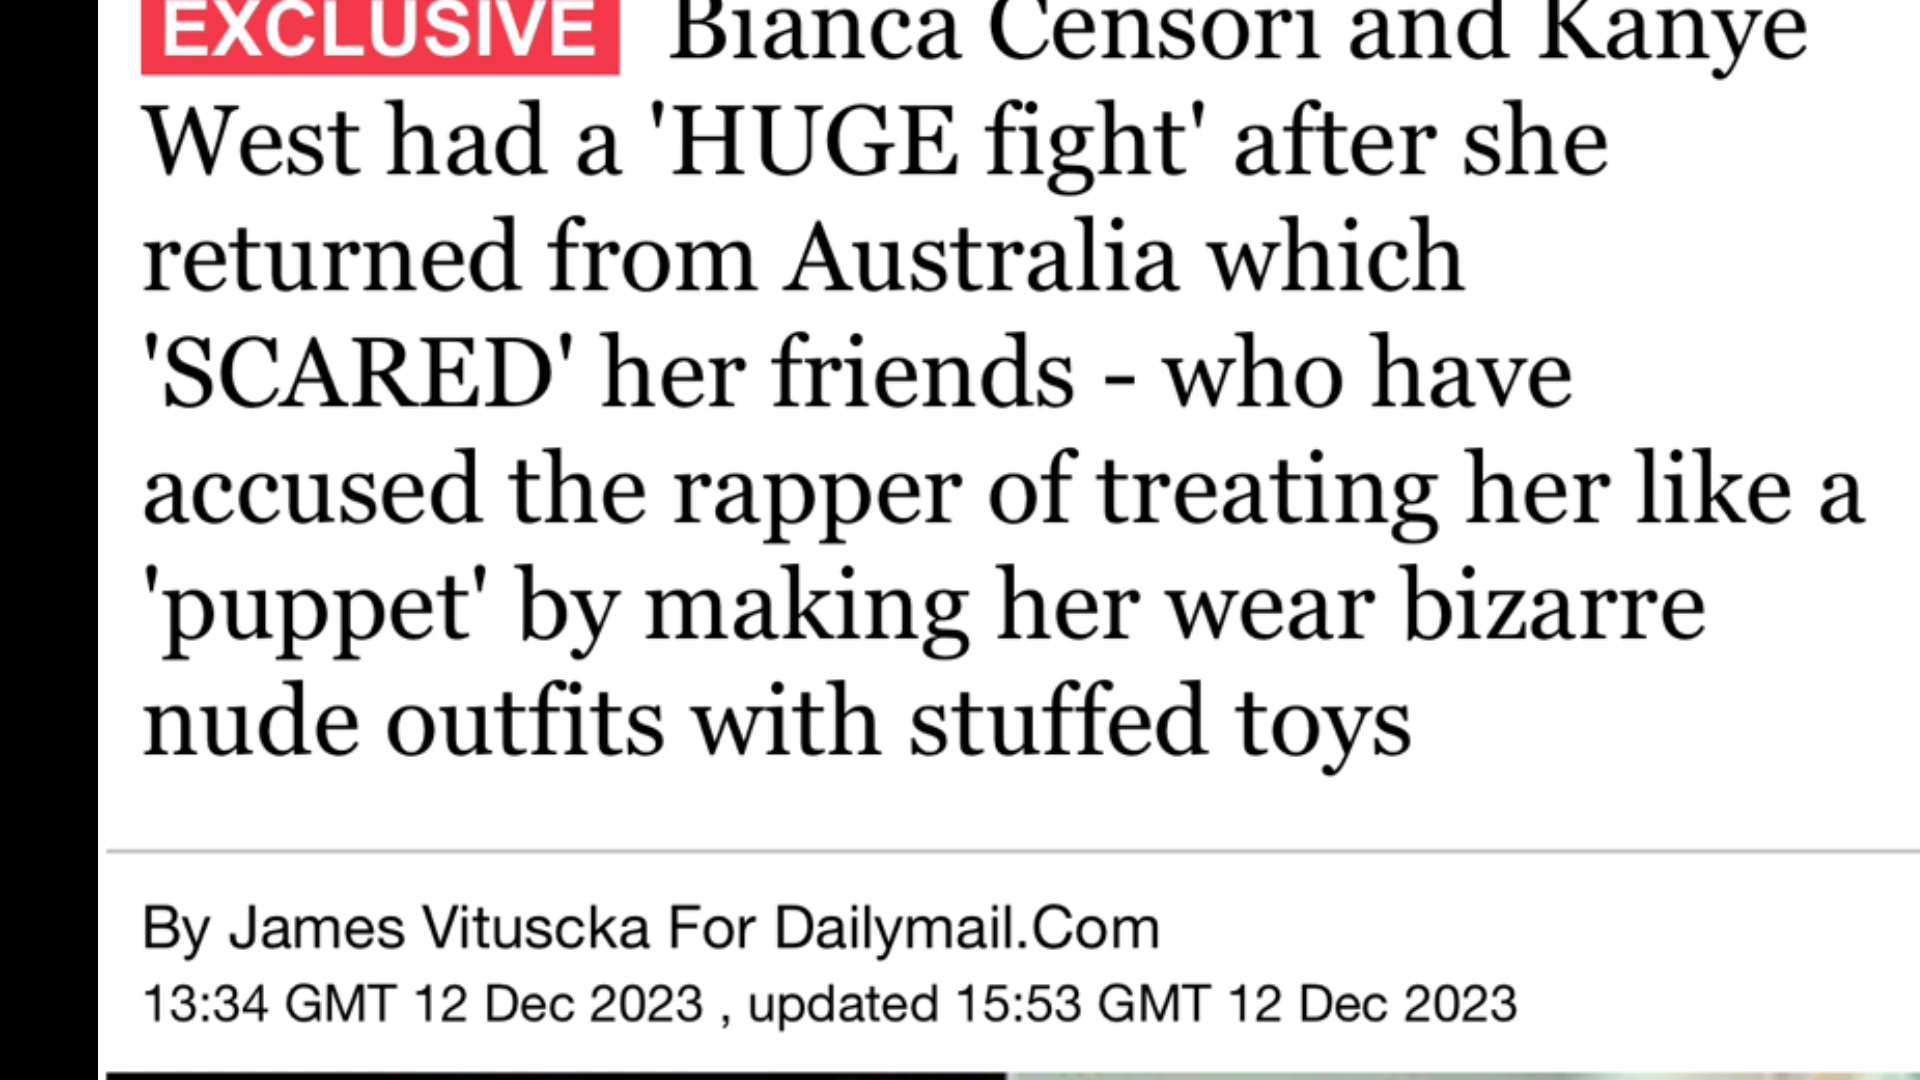 EXCLUSIVE Bianca Censori and Kanye
West had a 'HUGE fight' after she
returned from Australia which
'SCARED' her friends - who have
accused the rapper of treating her like a
'puppet' by making her wear bizarre
nude outfits with stuffed toys
By James Vituscka For Dailymail.Com
13:34 GMT 12 Dec 2023 , updated 15:53 GMT 12 Dec 2023